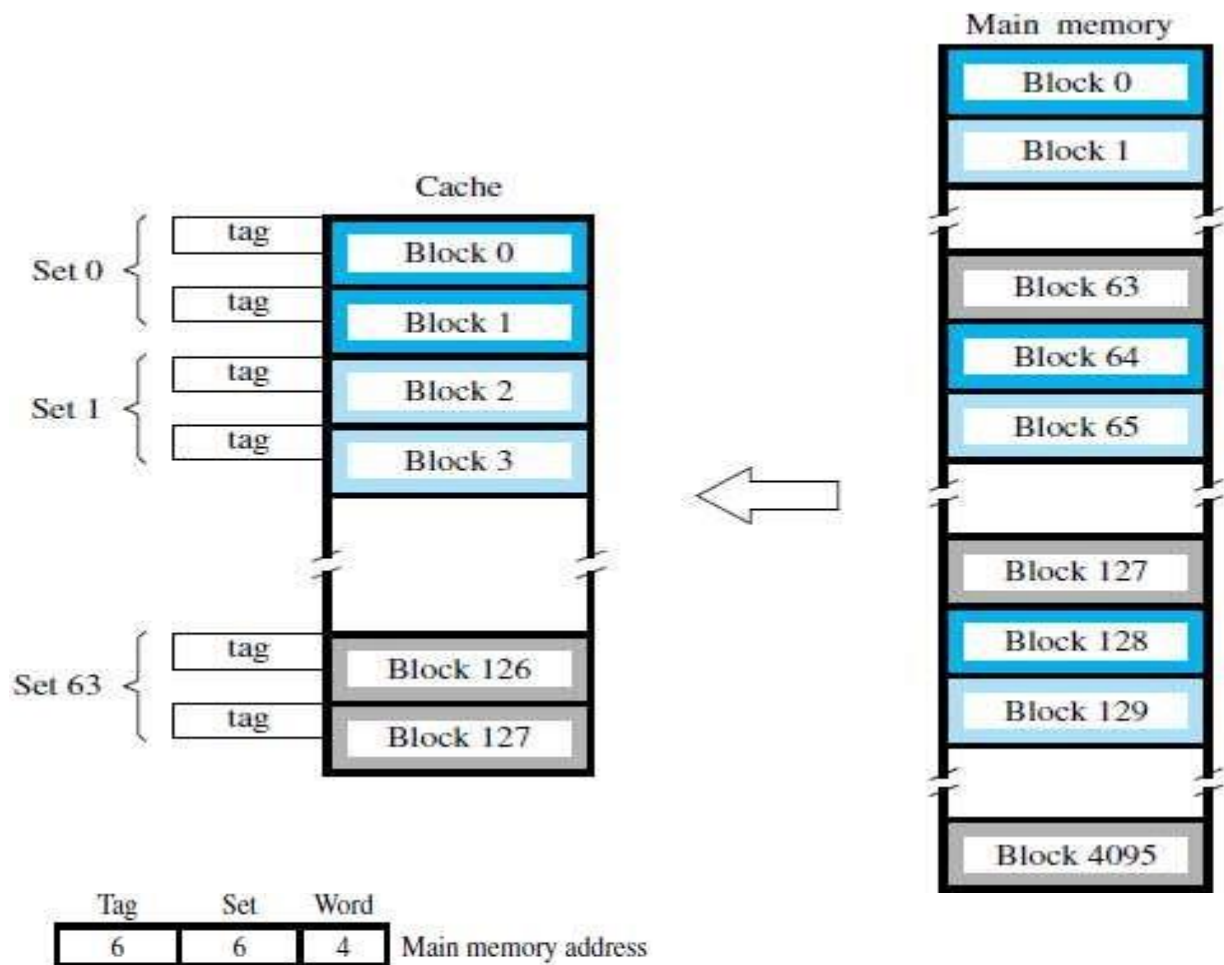 Main memory
Block 0
Block 1
Block 63
Block 64
Block 65
Block 127
Block 128
Block 129
Block 4095
Cache
Set 0
tag
Block 0
tag
Block 1
Set 1
tag
Block 2
tag
Block 3
Set 63
tag
Block 126
tag
Block 127
Tag Set Word
6 6 4 Main memory address